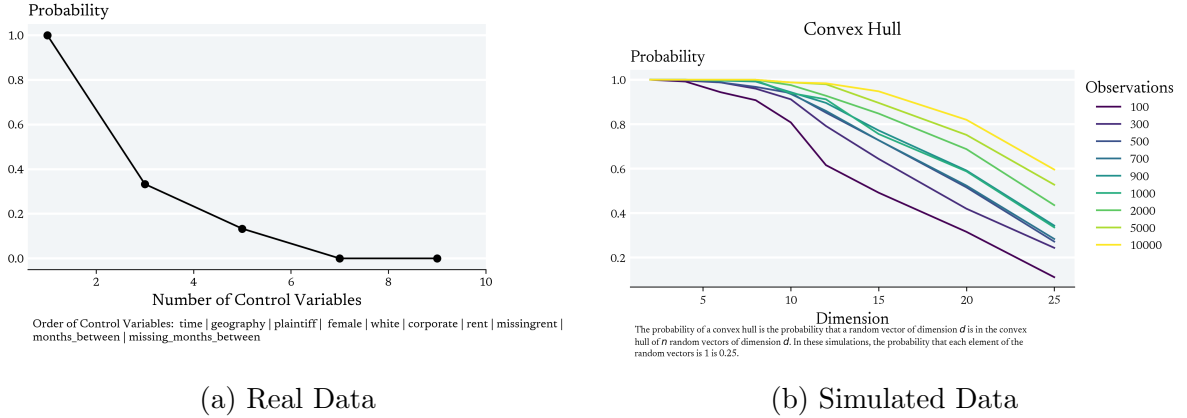 Probability
1.0
0.8
0.6
0.4
0.2
0.0
2
4
6
8
10
Number of Control Variables
Order of Control Variables: time | geography | plaintiff | female | white | corporate | rent | missingrent |
months_between | missing_months_between
(a) Real Data
Convex Hull
Probability
1.0
0.8
0.6
0.4
0.2
5
10
15
20
25
Dimension
The probability of a convex hull is the probability that a random vector of dimension d is in the convex
hull of n random vectors of dimension d. In these simulations, the probability that each element of the
random vectors is 1 is 0.25.
Observations
100
300
500
700
900
1000
2000
5000
10000
(b) Simulated Data